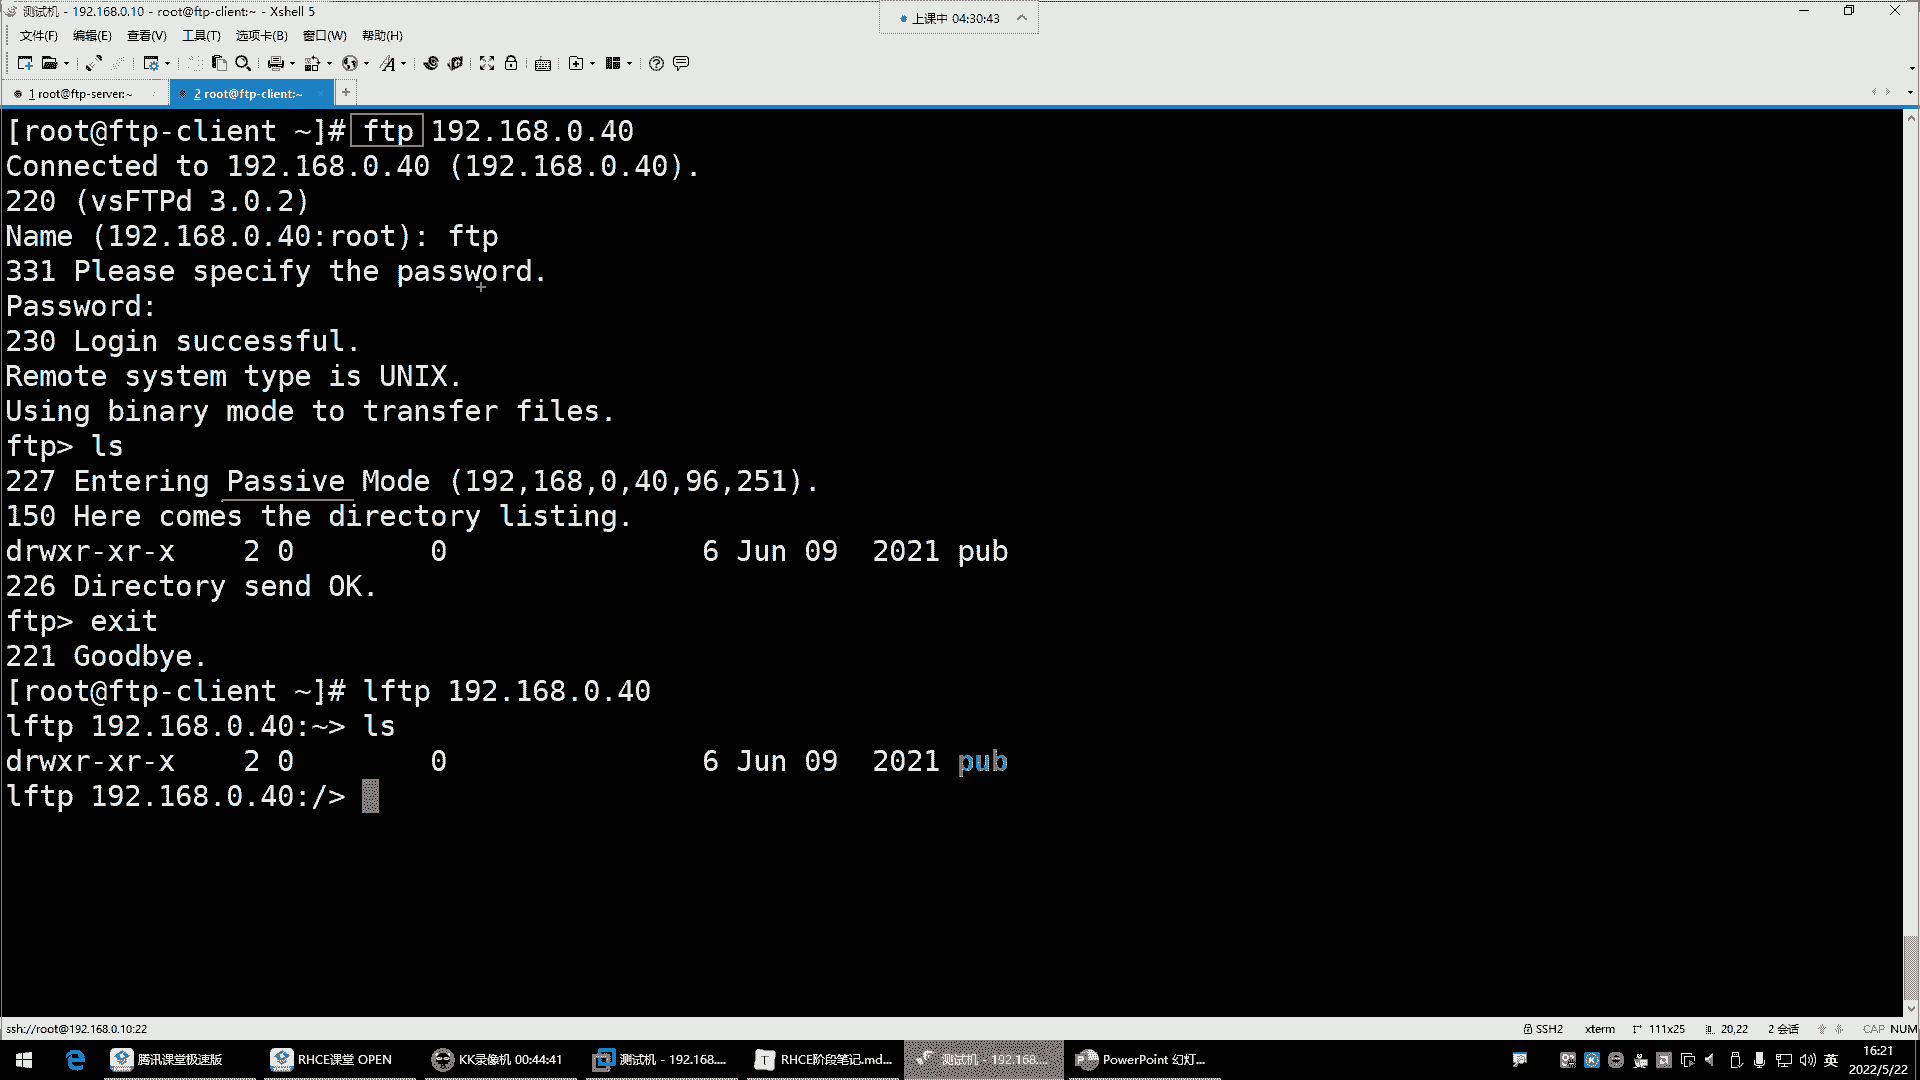 测试机 - 192.168.0.10 - root@ftp-client:~ - Xshell 5
上课中 04:30:43
文件(F) 编辑(E) 查看(V) 工具(T) 选项卡(B) 窗口(W) 帮助(H)
1 root@ftp-server:~ 2 root@ftp-client:~ +
[root@ftp-client ~]# ftp 192.168.0.40
Connected to 192.168.0.40 (192.168.0.40).
220 (vsFTPd 3.0.2)
Name (192.168.0.40:root): ftp
331 Please specify the password.
Password:
230 Login successful.
Remote system type is UNIX.
Using binary mode to transfer files.
ftp> ls
227 Entering Passive Mode (192,168,0,40,96,251).
150 Here comes the directory listing.
drwxr-xr-x    2 0        0               6 Jun 09  2021 pub
226 Directory send OK.
ftp> exit
221 Goodbye.
[root@ftp-client ~]# lftp 192.168.0.40
lftp 192.168.0.40:~> ls
drwxr-xr-x    2 0        0               6 Jun 09  2021 pub
lftp 192.168.0.40:/>
ssh://root@192.168.0.10:22 SSH2 xterm 111x25 20,22 2 会话 CAP NUM
腾讯课堂极速版 RHCE课堂 OPEN KK录像机 00:44:41 测试机 - 192.168.... RHCE阶段笔记.md... 测试机 - 192.168.... PowerPoint 幻灯... 英 16:21
2022/5/22